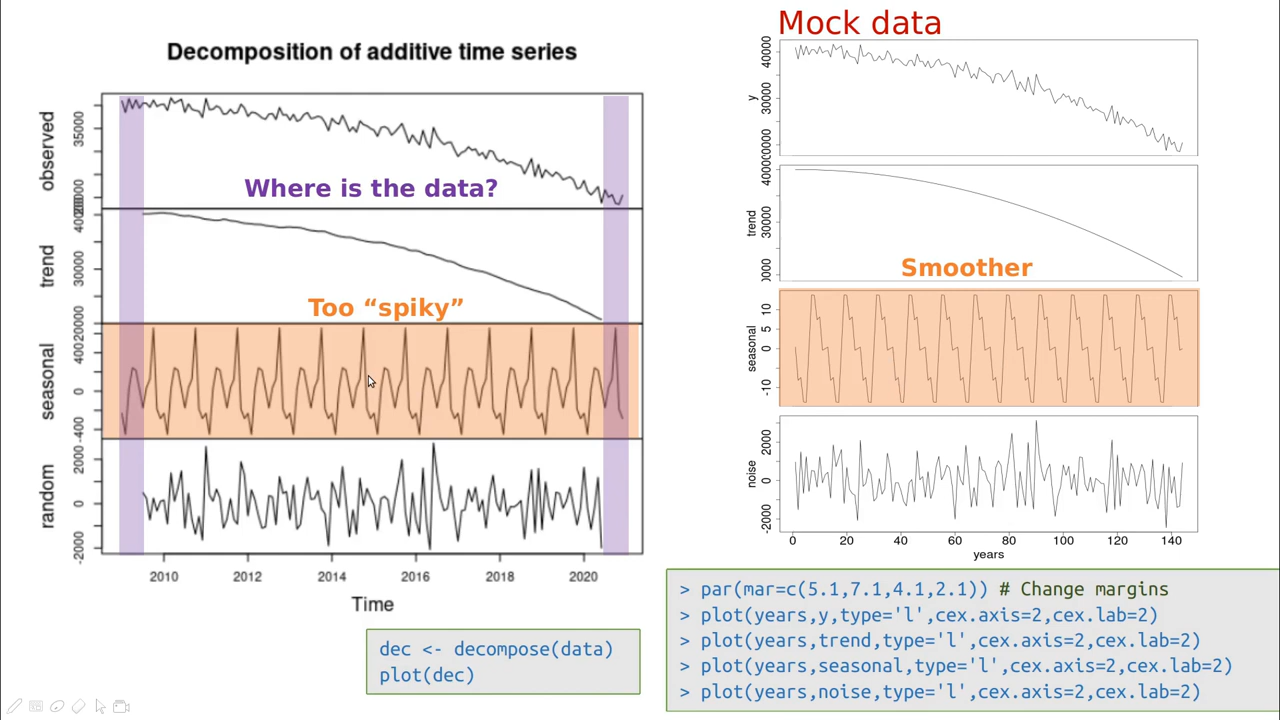 Decomposition of additive time series
observed
35000
Where is the data?
trend
30000
Too “spiky”
seasonal
0
-400
random
2000
0
-2000
2010 2012 2014 2016 2018 2020
Time
dec <- decompose(data)
plot(dec)
Mock data
y
40000
30000
trend
30000
Smoother
seasonal
10
5
0
-10
noise
2000
0
-2000
0 20 40 60 80 100 120 140
years
> par(mar=c(5.1,7.1,4.1,2.1)) # Change margins
> plot(years,y,type='l',cex.axis=2,cex.lab=2)
> plot(years,trend,type='l',cex.axis=2,cex.lab=2)
> plot(years,seasonal,type='l',cex.axis=2,cex.lab=2)
> plot(years,noise,type='l',cex.axis=2,cex.lab=2)